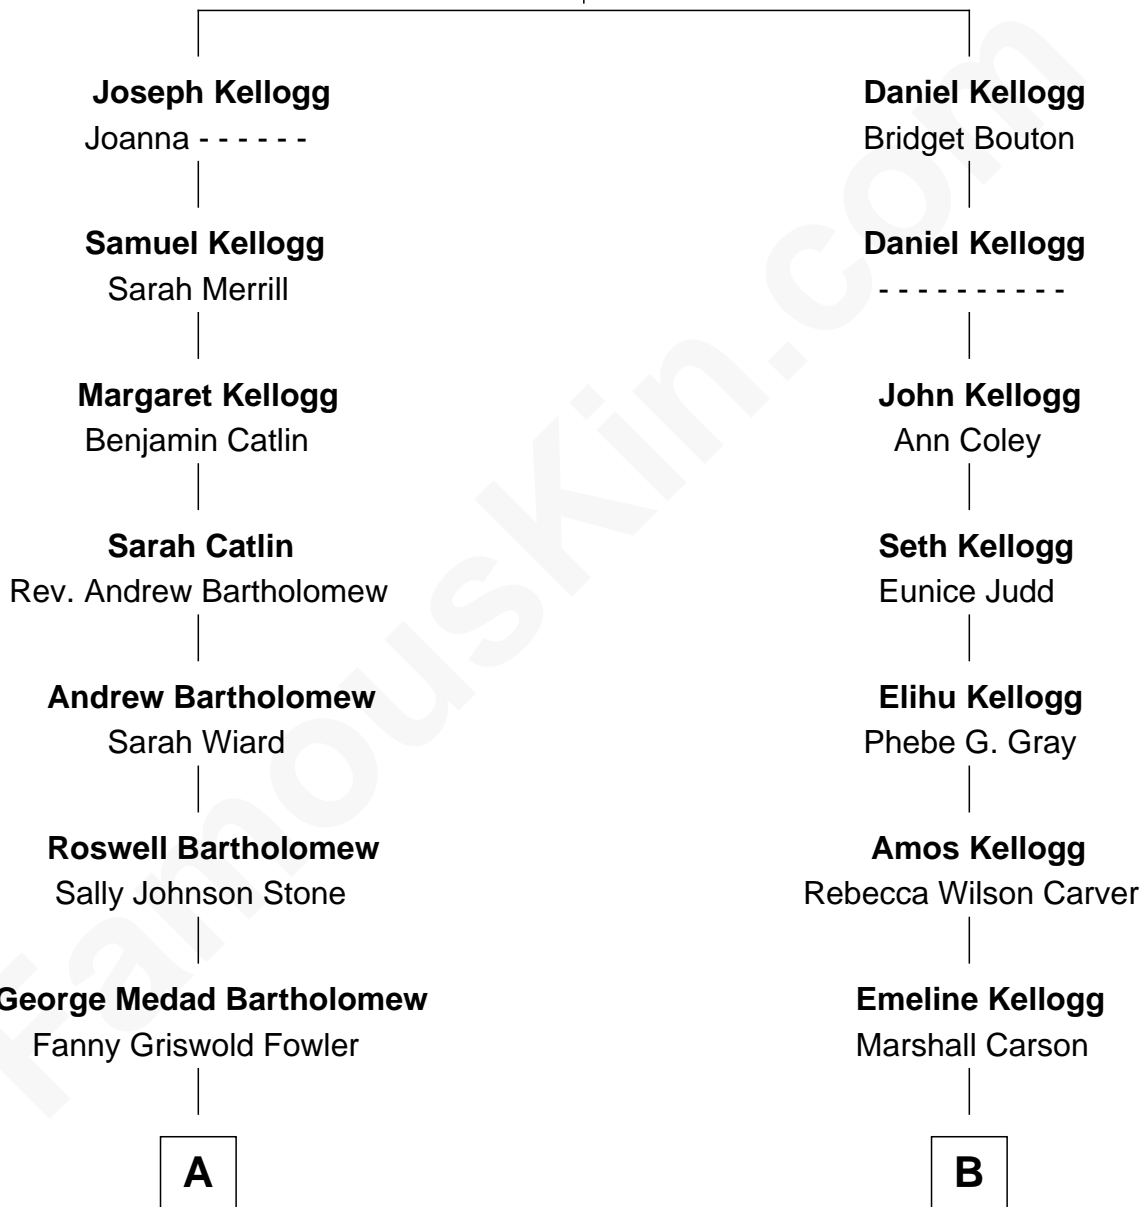 Joseph Kellogg
Joanna - - - - - -
Samuel Kellogg
Sarah Merrill
Margaret Kellogg
Benjamin Catlin
Sarah Catlin
Rev. Andrew Bartholomew
Andrew Bartholomew
Sarah Wiard
Roswell Bartholomew
Sally Johnson Stone
George Medad Bartholomew
Fanny Griswold Fowler
A
Daniel Kellogg
Bridget Bouton
Daniel Kellogg
- - - - - - - - - -
John Kellogg
Ann Coley
Seth Kellogg
Eunice Judd
Elihu Kellogg
Phebe G. Gray
Amos Kellogg
Rebecca Wilson Carver
Emeline Kellogg
Marshall Carson
B
FamousKin.com